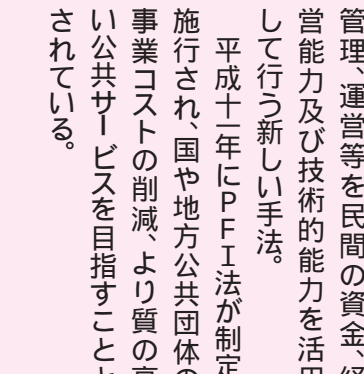 管理、運営等を民間の資金、経
営能力及び技術的能力を活用
して行う新しい手法。
平成十一年にPFI法が制定
施行され、国や地方公共団体の
事業コストの削減、より質の高
い公共サービスを目指すことと
されている。